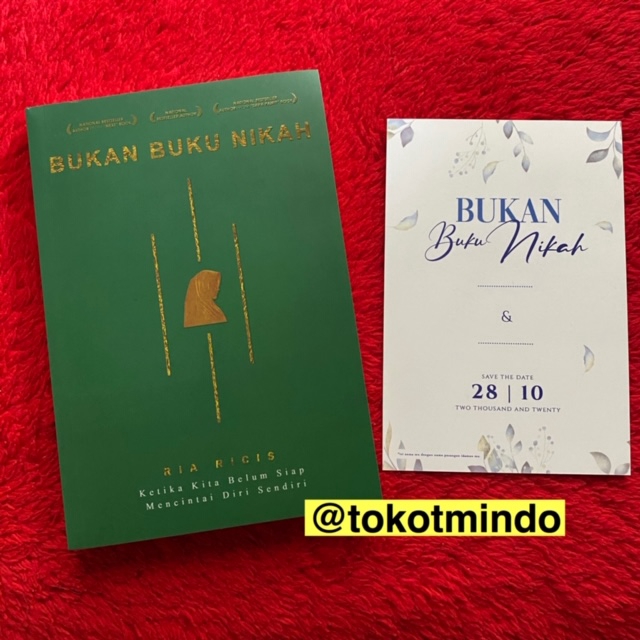 BUKAN BUKU NIKAH
RIA RICIS
Ketika Kita Belum Siap
Mencintai Diri Sendiri
BUKAN
Buku Nikah
&
SAVE THE DATE
28 | 10
TWO THOUSAND AND TWENTY
@tokotmindo